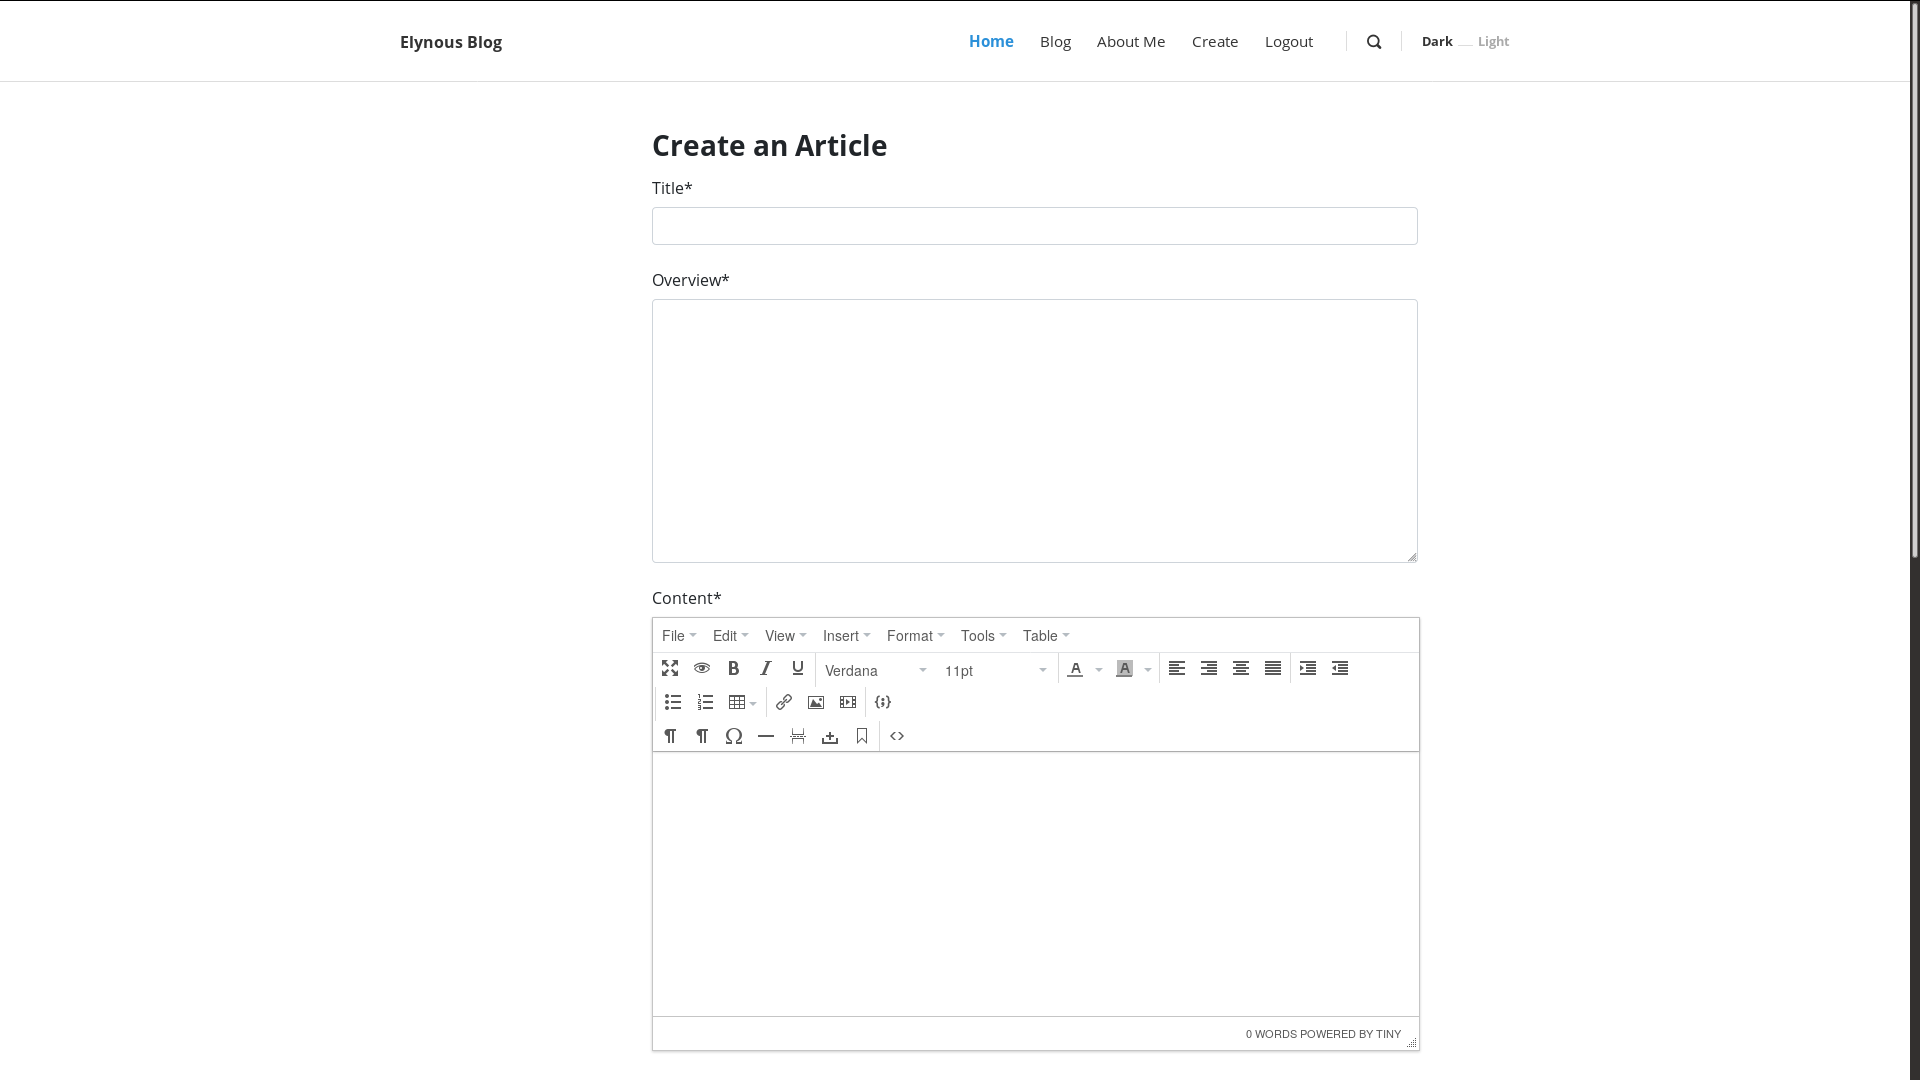 Elynous Blog
Home Blog About Me Create Logout Dark Light
Create an Article
Title*
Overview*
Content*
File Edit View Insert Format Tools Table
Verdana 11pt
0 WORDS POWERED BY TINY